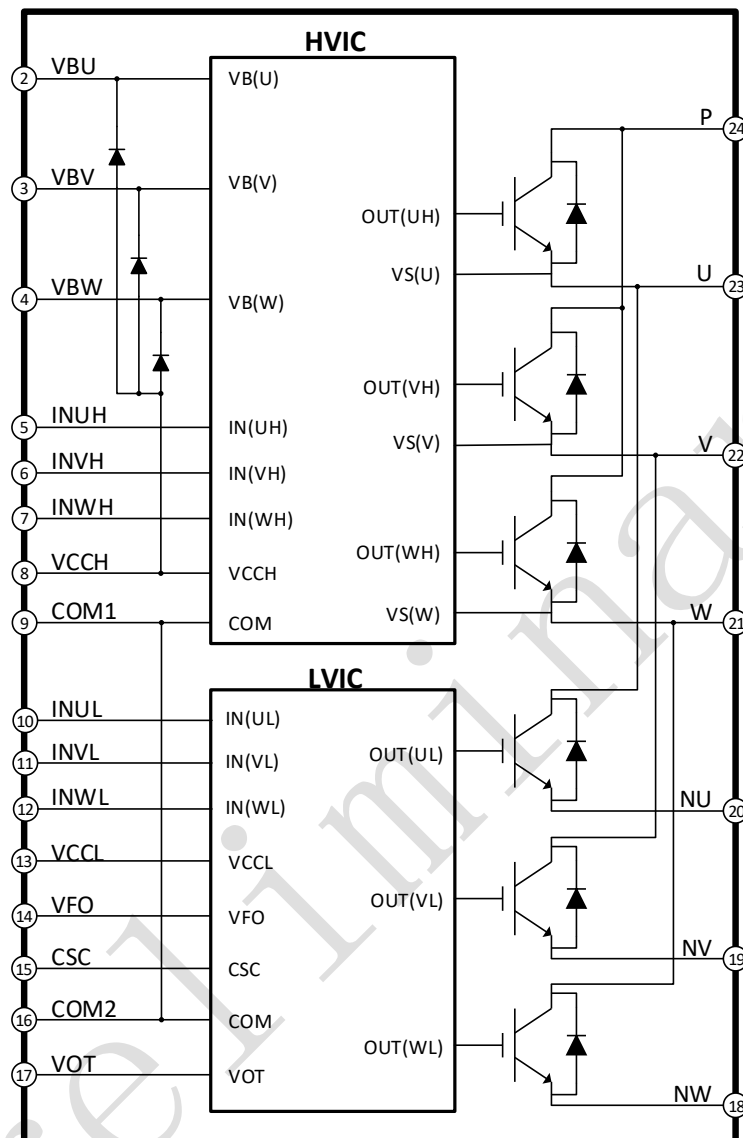 HVIC
2 VBU VB(U)
P 24
3 VBV VB(V)
OUT(UH)
VS(U)
U 23
4 VBW VB(W)
OUT(VH)
5 INUH IN(UH)
VS(V)
V 22
6 INVH IN(VH)
7 INWH IN(WH)
OUT(WH)
8 VCCH VCCH
9 COM1 COM
VS(W)
W 21
LVIC
10 INUL IN(UL)
OUT(UL)
11 INVL IN(VL)
12 INWL IN(WL)
NU 20
13 VCCL VCCL
OUT(VL)
14 VFO VFO
NV 19
15 CSC CSC
16 COM2 COM
OUT(WL)
17 VOT VOT
NW 18
elimina